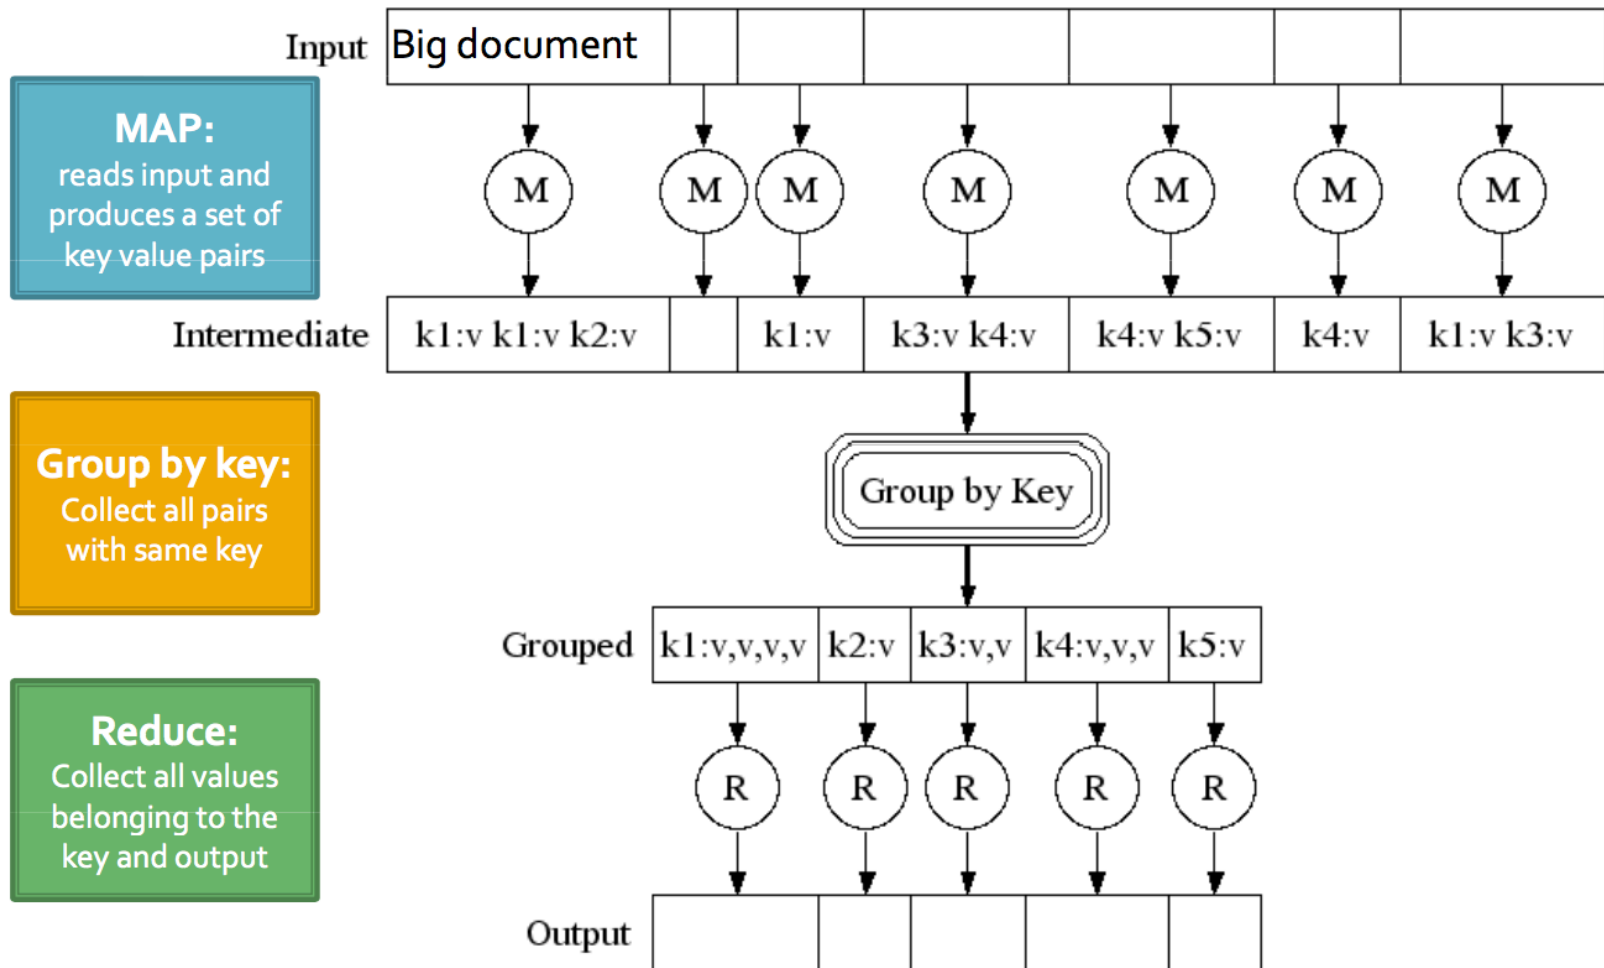 Input Big document
MAP:
reads input and
produces a set of
key value pairs
M M M M M M M
Intermediate k1:v k1:v k2:v k1:v k3:v k4:v k4:v k5:v k4:v k1:v k3:v
Group by key:
Collect all pairs
with same key
Group by Key
Grouped k1:v,v,v,v k2:v k3:v,v k4:v,v,v k5:v
Reduce:
Collect all values
belonging to the
key and output
R R R R R
Output